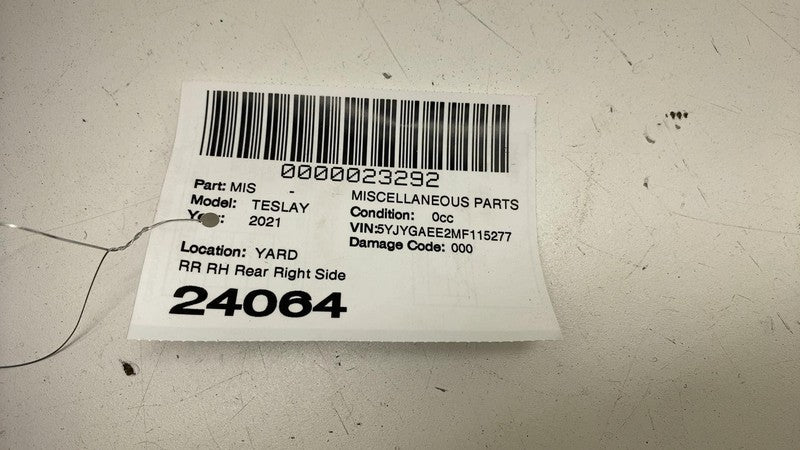 0000023292
Part: MIS - MISCELLANEOUS PARTS
Model: TESLAY Condition: 0cc
2021 VIN:5YJYGAEE2MF115277
Damage Code: 000
Location: YARD
RR RH Rear Right Side
24064